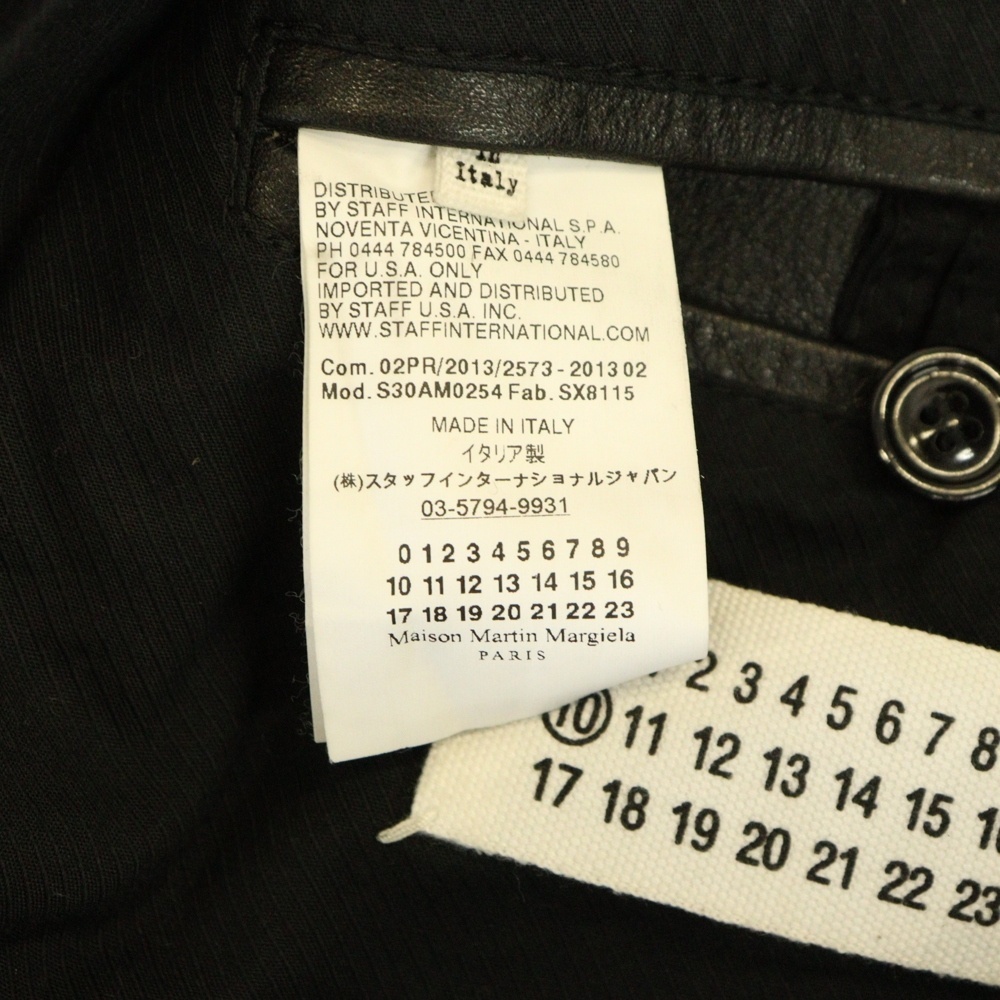 Italy
DISTRIBUTED
BY STAFF INTERNATIONAL S.P.A.
NOVENTA VICENTINA - ITALY
PH 0444 784500 FAX 0444 784580
FOR U.S.A. ONLY
IMPORTED AND DISTRIBUTED
BY STAFF U.S.A. INC.
WWW.STAFFINTERNATIONAL.COM
Com. 02PR/2013/2573 - 2013 02
Mod. S30AM0254 Fab. SX8115
MADE IN ITALY
イタリア製
(株)スタッフインターナショナルジャパン
03-5794-9931
0 1 2 3 4 5 6 7 8 9
10 11 12 13 14 15 16
17 18 19 20 21 22 23
Maison Martin Margiela
PARIS
2 3 4 5 6 7 8
10 11 12 13 14 15
17 18 19 20 21 22 23